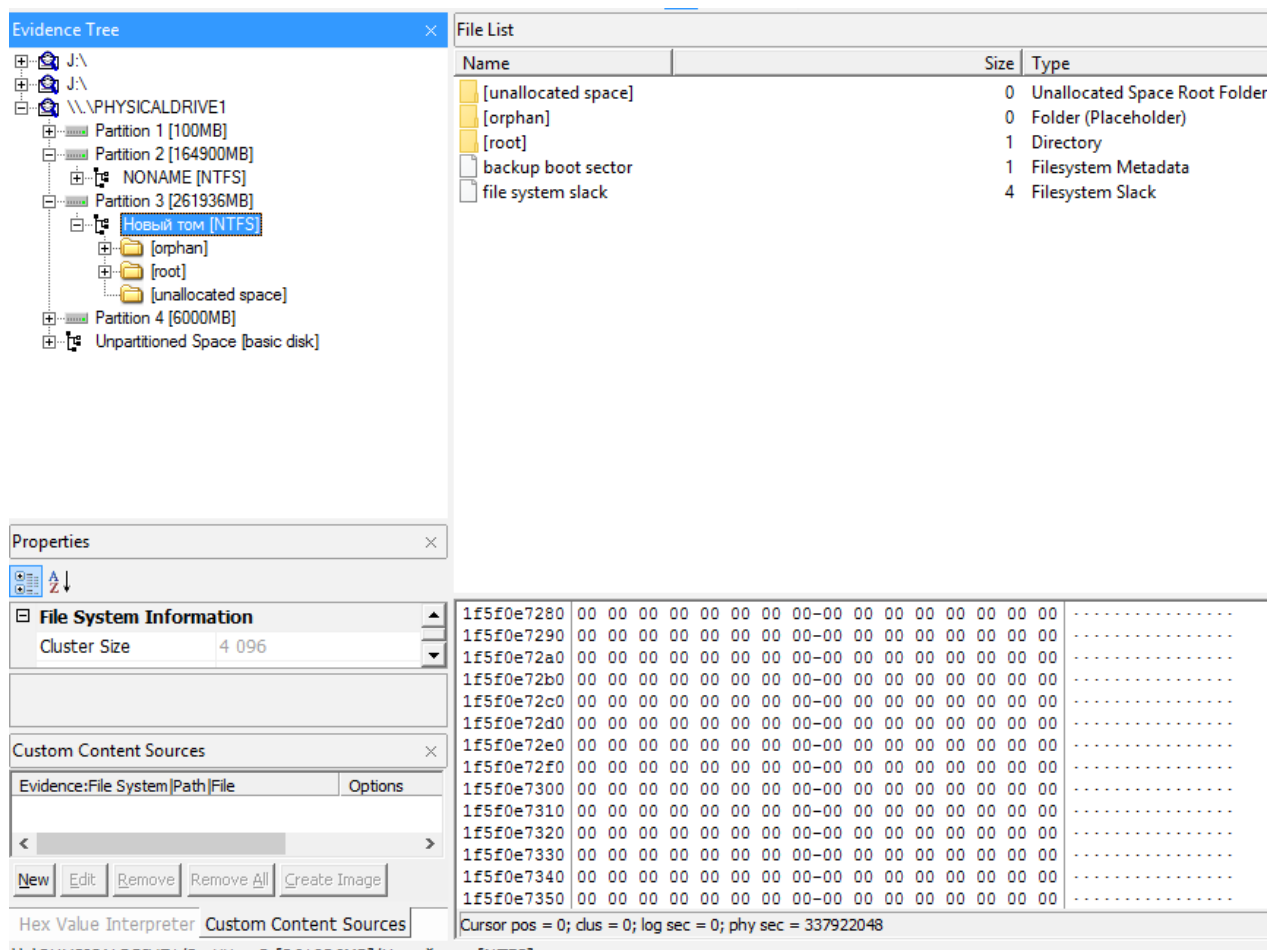 Evidence Tree
J:\
J:\
\\.\PHYSICALDRIVE1
Partition 1 [100MB]
Partition 2 [164900MB]
NONAME [NTFS]
Partition 3 [261936MB]
Новый том [NTFS]
[orphan]
[root]
[unallocated space]
Partition 4 [6000MB]
Unpartitioned Space [basic disk]
File List
Name Size Type
[unallocated space] 0 Unallocated Space Root Folder
[orphan] 0 Folder (Placeholder)
[root] 1 Directory
backup boot sector 1 Filesystem Metadata
file system slack 4 Filesystem Slack
Properties
File System Information
Cluster Size 4 096
Custom Content Sources
Evidence:File System|Path|File Options
New Edit Remove Remove All Create Image
Hex Value Interpreter Custom Content Sources
1f5f0e7280 00 00 00 00 00 00 00 00-00 00 00 00 00 00 00 00 ................
1f5f0e7290 00 00 00 00 00 00 00 00-00 00 00 00 00 00 00 00 ................
1f5f0e72a0 00 00 00 00 00 00 00 00-00 00 00 00 00 00 00 00 ................
1f5f0e72b0 00 00 00 00 00 00 00 00-00 00 00 00 00 00 00 00 ................
1f5f0e72c0 00 00 00 00 00 00 00 00-00 00 00 00 00 00 00 00 ................
1f5f0e72d0 00 00 00 00 00 00 00 00-00 00 00 00 00 00 00 00 ................
1f5f0e72e0 00 00 00 00 00 00 00 00-00 00 00 00 00 00 00 00 ................
1f5f0e72f0 00 00 00 00 00 00 00 00-00 00 00 00 00 00 00 00 ................
1f5f0e7300 00 00 00 00 00 00 00 00-00 00 00 00 00 00 00 00 ................
1f5f0e7310 00 00 00 00 00 00 00 00-00 00 00 00 00 00 00 00 ................
1f5f0e7320 00 00 00 00 00 00 00 00-00 00 00 00 00 00 00 00 ................
1f5f0e7330 00 00 00 00 00 00 00 00-00 00 00 00 00 00 00 00 ................
1f5f0e7340 00 00 00 00 00 00 00 00-00 00 00 00 00 00 00 00 ................
1f5f0e7350 00 00 00 00 00 00 00 00-00 00 00 00 00 00 00 00 ................
Cursor pos = 0; clus = 0; log sec = 0; phy sec = 337922048